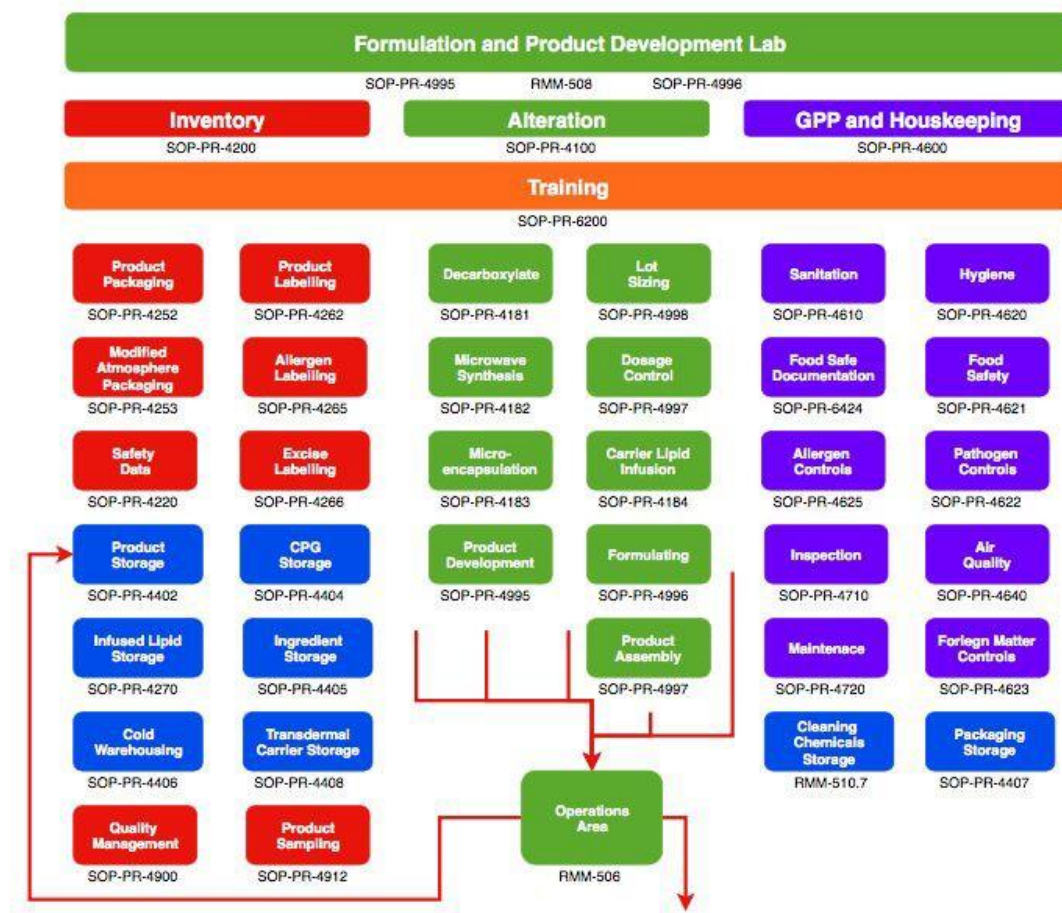 Formulation and Product Development Lab
SOP-PR-4995 RMM-508 SOP-PR-4996
Inventory Alteration GPP and Houskeeping
SOP-PR-4200 SOP-PR-4100 SOP-PR-4600
Training
SOP-PR-6200
Product
Packaging
SOP-PR-4252
Product
Labelling
SOP-PR-4262
Decarboxylate
SOP-PR-4181
Lot
Sizing
SOP-PR-4998
Sanitation
SOP-PR-4610
Hygiene
SOP-PR-4620
Modified
Atmosphere
Packaging
SOP-PR-4253
Allergen
Labelling
SOP-PR-4265
Microwave
Synthesis
SOP-PR-4182
Dosage
Control
SOP-PR-4997
Food Safe
Documentation
SOP-PR-6424
Food
Safety
SOP-PR-4621
Safety
Data
SOP-PR-4220
Excise
Labelling
SOP-PR-4266
Micro-
encapsulation
SOP-PR-4183
Carrier Lipid
Infusion
SOP-PR-4184
Allergen
Controls
SOP-PR-4625
Pathogen
Controls
SOP-PR-4622
Product
Storage
SOP-PR-4402
CPG
Storage
SOP-PR-4404
Product
Development
SOP-PR-4995
Formulating
SOP-PR-4996
Inspection
SOP-PR-4710
Air
Quality
SOP-PR-4640
Infused Lipid
Storage
SOP-PR-4270
Ingredient
Storage
SOP-PR-4405
Product
Assembly
SOP-PR-4997
Maintenace
SOP-PR-4720
Foriegn Matter
Controls
SOP-PR-4623
Cold
Warehousing
SOP-PR-4406
Transdermal
Carrier Storage
SOP-PR-4408
Cleaning
Chemicals
Storage
RMM-510.7
Packaging
Storage
SOP-PR-4407
Quality
Management
SOP-PR-4900
Product
Sampling
SOP-PR-4912
Operations
Area
RMM-506